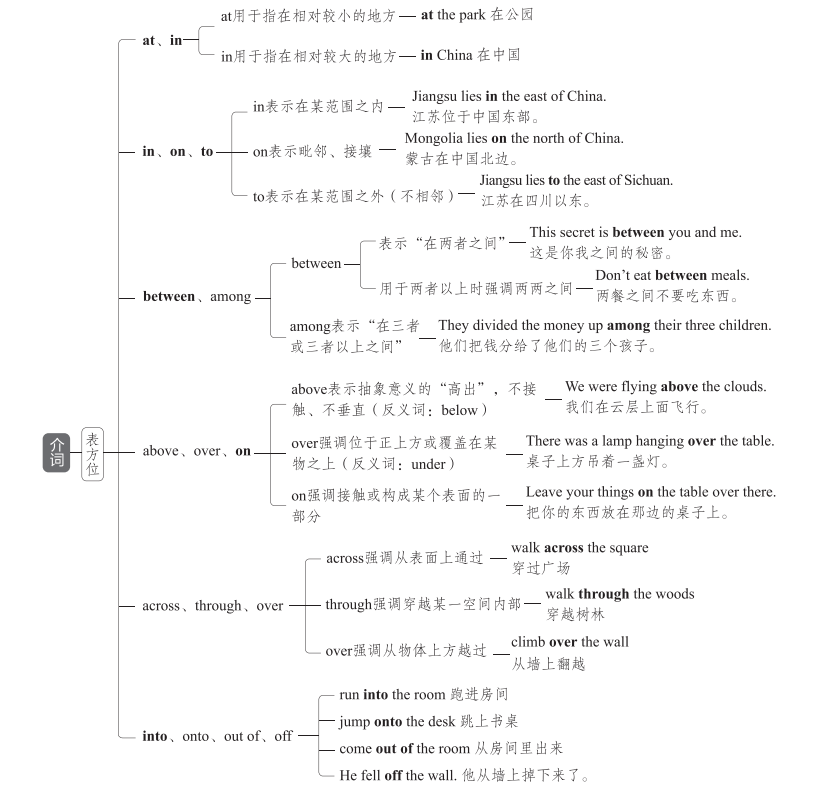 介词
表方位
at、in
at用于指在相对较小的地方
at the park 在公园
in用于指在相对较大的地方
in China 在中国
in、on、to
in表示在某范围之内
Jiangsu lies in the east of China.
江苏位于中国东部。
on表示毗邻、接壤
Mongolia lies on the north of China.
蒙古在中国北边。
to表示在某范围之外（不相邻）
Jiangsu lies to the east of Sichuan.
江苏在四川以东。
between、among
between
表示“在两者之间”
This secret is between you and me.
这是你我之间的秘密。
用于两者以上时强调两两之间
Don't eat between meals.
两餐之间不要吃东西。
among表示“在三者
或三者以上之间”
They divided the money up among their three children.
他们把钱分给了他们的三个孩子。
above、over、on
above表示抽象意义的“高出”，不接
触、不垂直（反义词：below）
We were flying above the clouds.
我们在云层上面飞行。
over强调位于正上方或覆盖在某
物之上（反义词：under）
There was a lamp hanging over the table.
桌子上方吊着一盏灯。
on强调接触或构成某个表面的一
部分
Leave your things on the table over there.
把你的东西放在那边的桌子上。
across、through、over
across强调从表面上通过
walk across the square
穿过广场
through强调穿越某一空间内部
walk through the woods
穿越树林
over强调从物体上方越过
climb over the wall
从墙上翻越
into、onto、out of、off
run into the room 跑进房间
jump onto the desk 跳上书桌
come out of the room 从房间里出来
He fell off the wall. 他从墙上掉下来了。